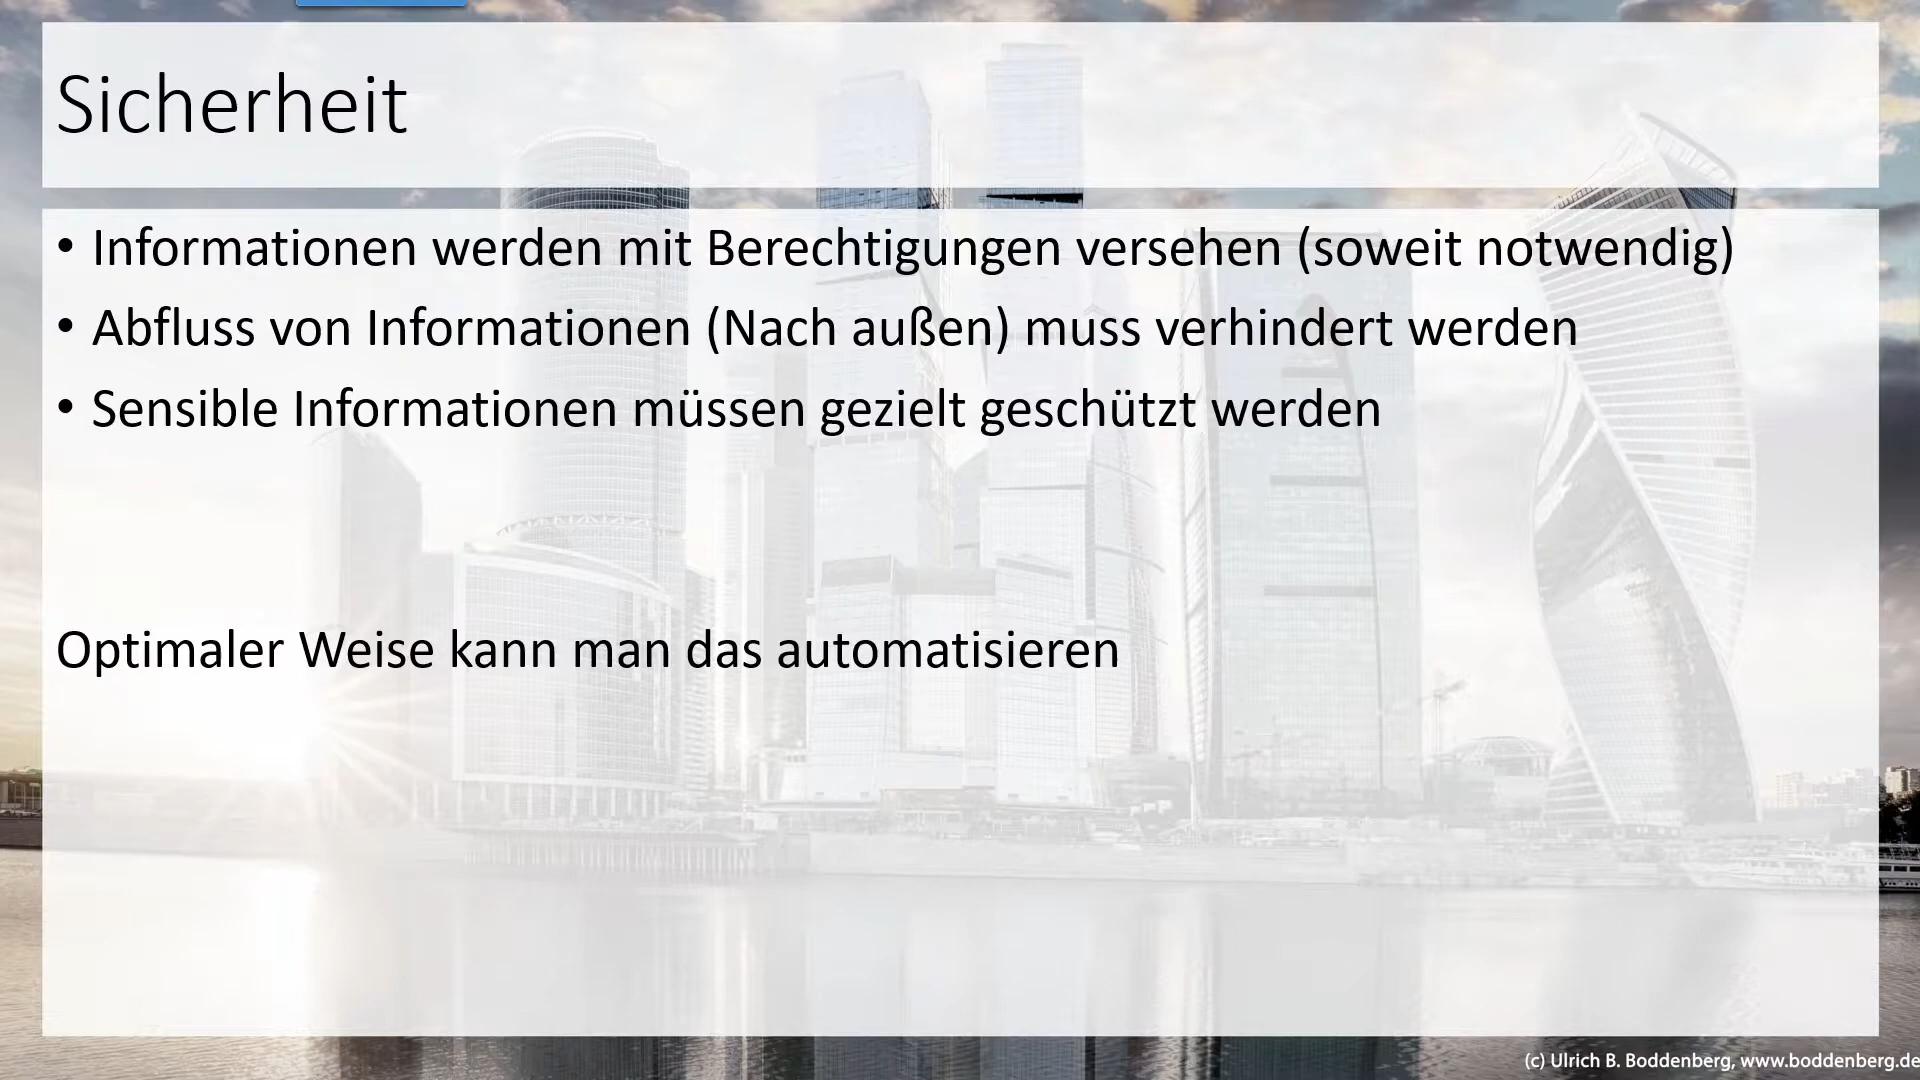 Sicherheit
• Informationen werden mit Berechtigungen versehen (soweit notwendig)
• Abfluss von Informationen (Nach außen) muss verhindert werden
• Sensible Informationen müssen gezielt geschützt werden
Optimaler Weise kann man das automatisieren
(c) Ulrich B. Boddenberg, www.boddenberg.de